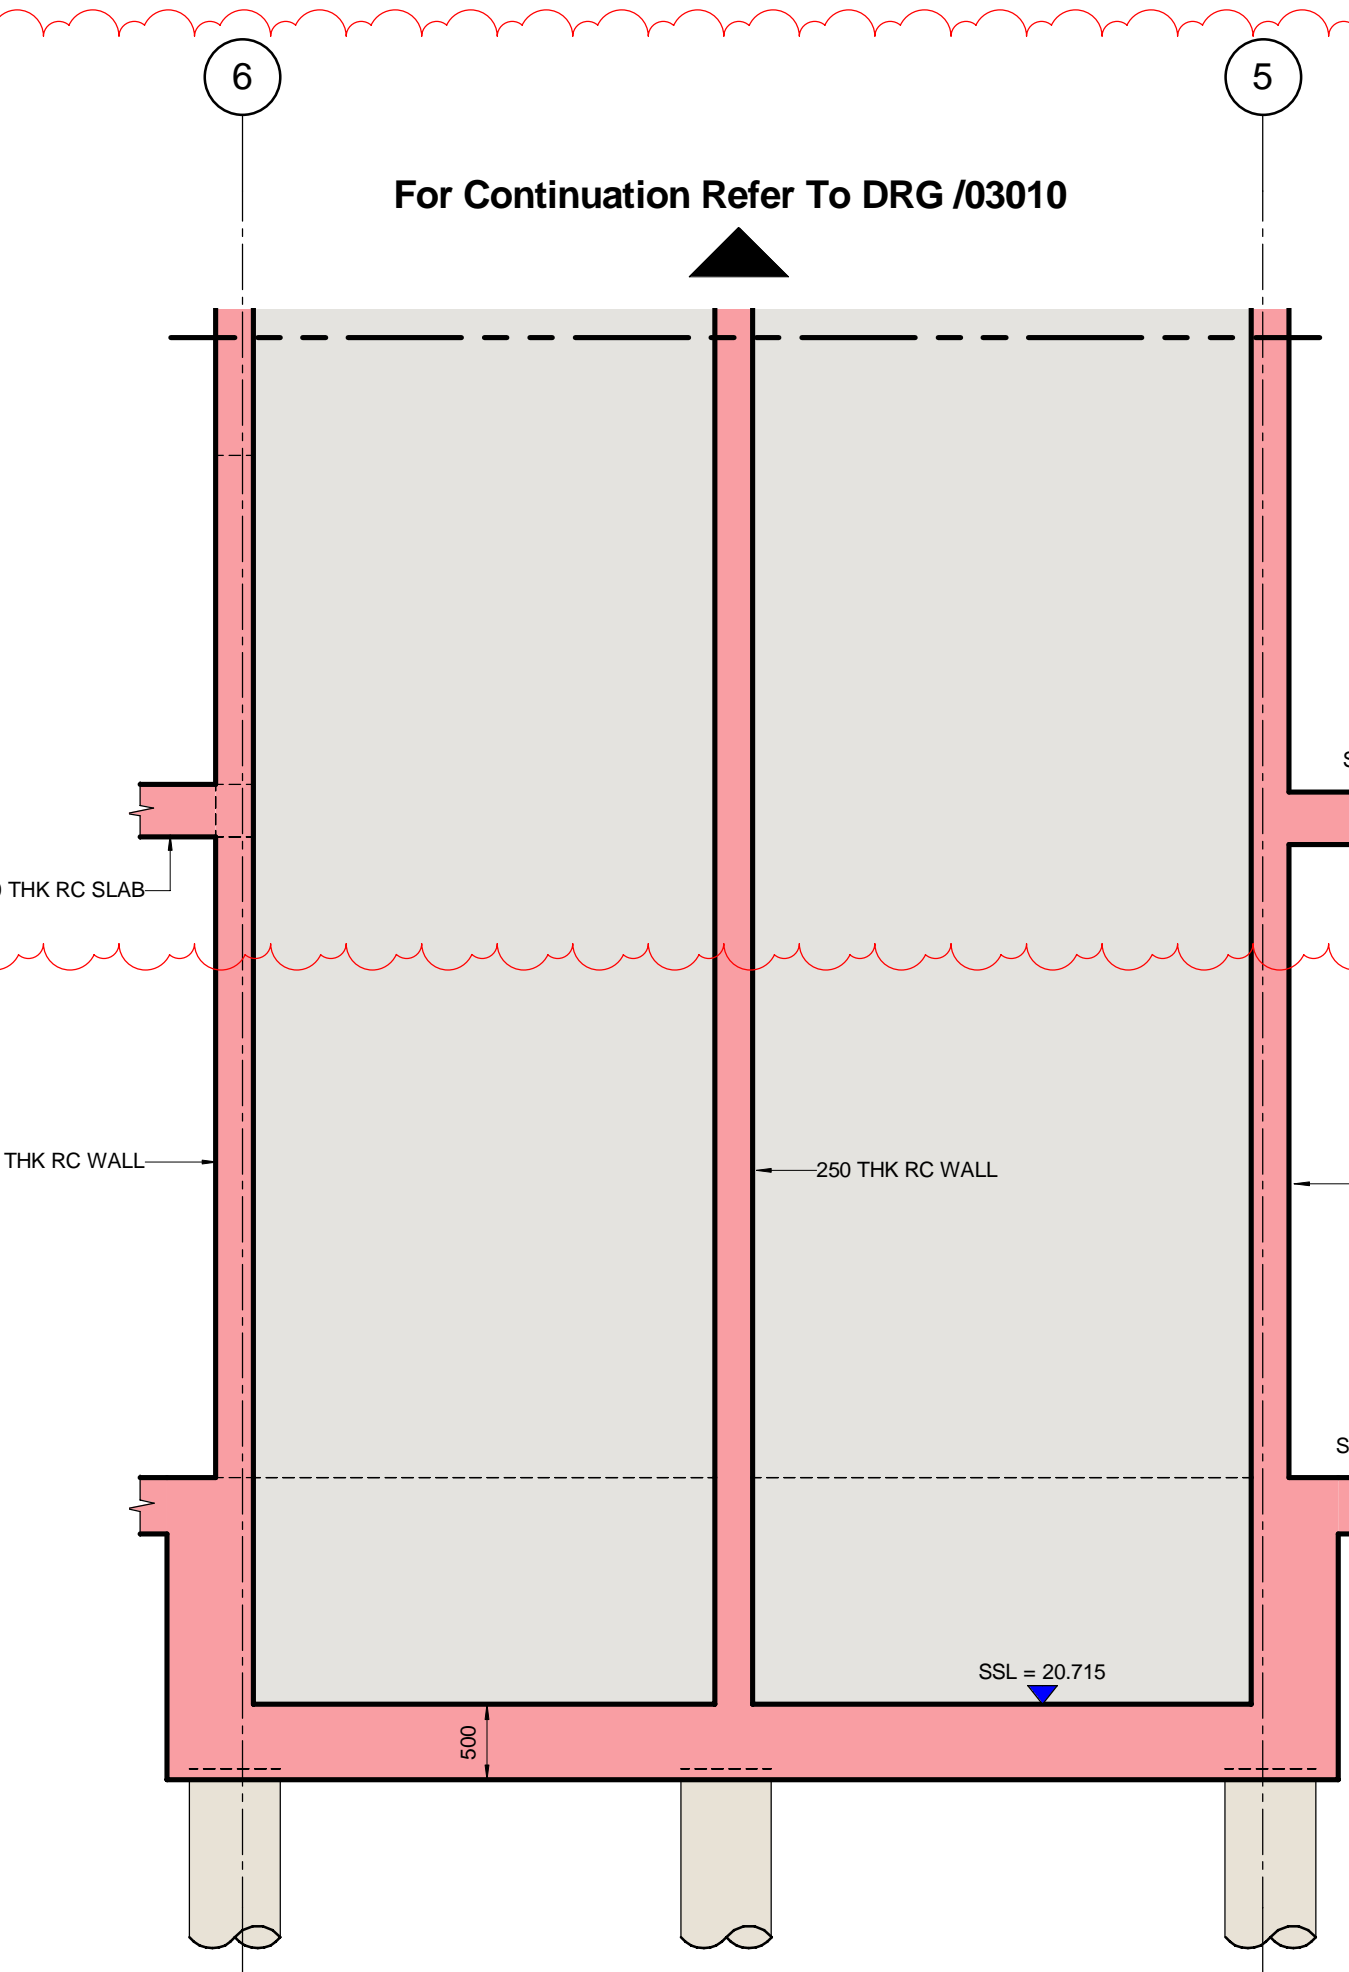 6
5
For Continuation Refer To DRG /03010
THK RC SLAB
THK RC WALL
250 THK RC WALL
SSL = 20.715
500